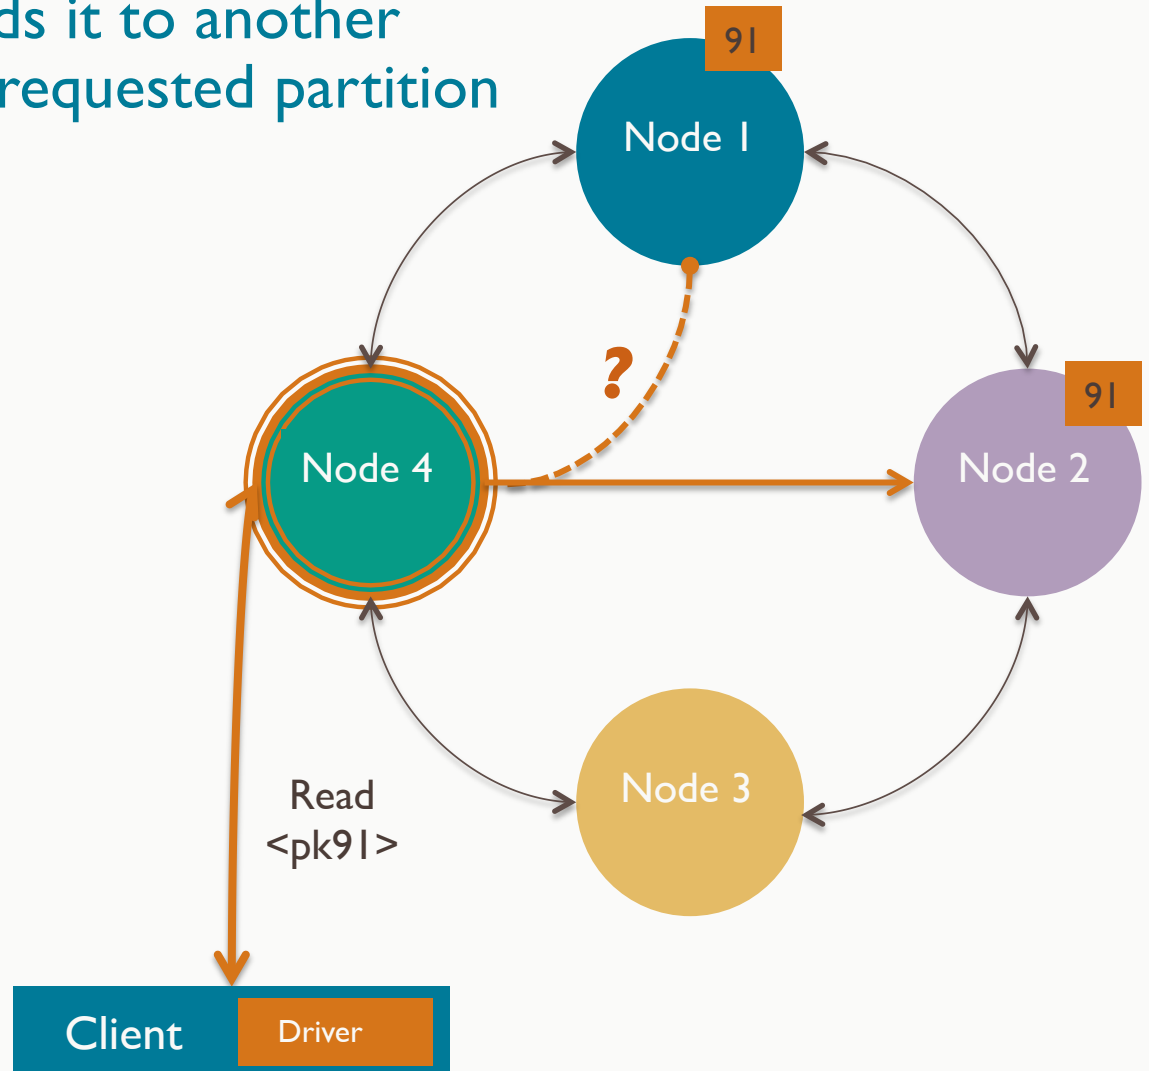 ds it to another
requested partition
91
Node 1
?
91
Node 4
Node 2
Node 3
Read
<pk91>
Client
Driver